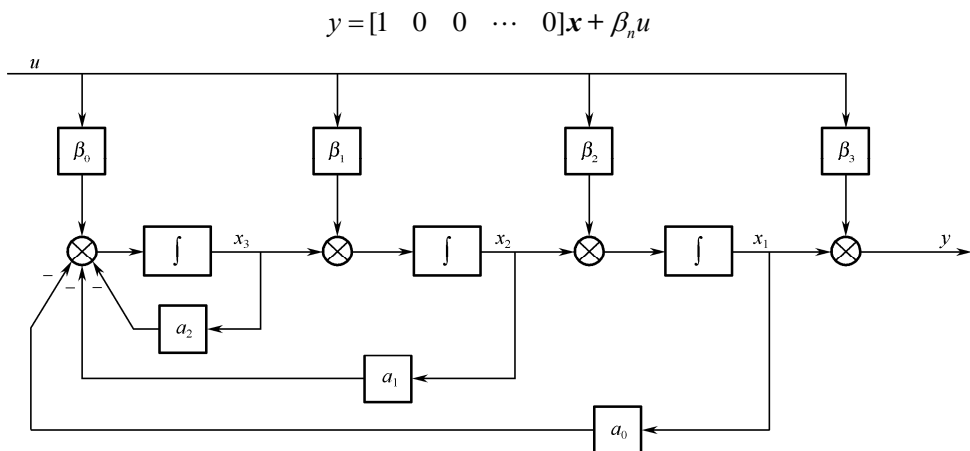 y = [1 0 0 ⋯ 0]x + βₙu
u
β₀ β₁ β₂ β₃
∫ x₃ ∫ x₂ ∫ x₁ y
− − −
a₂
a₁
a₀